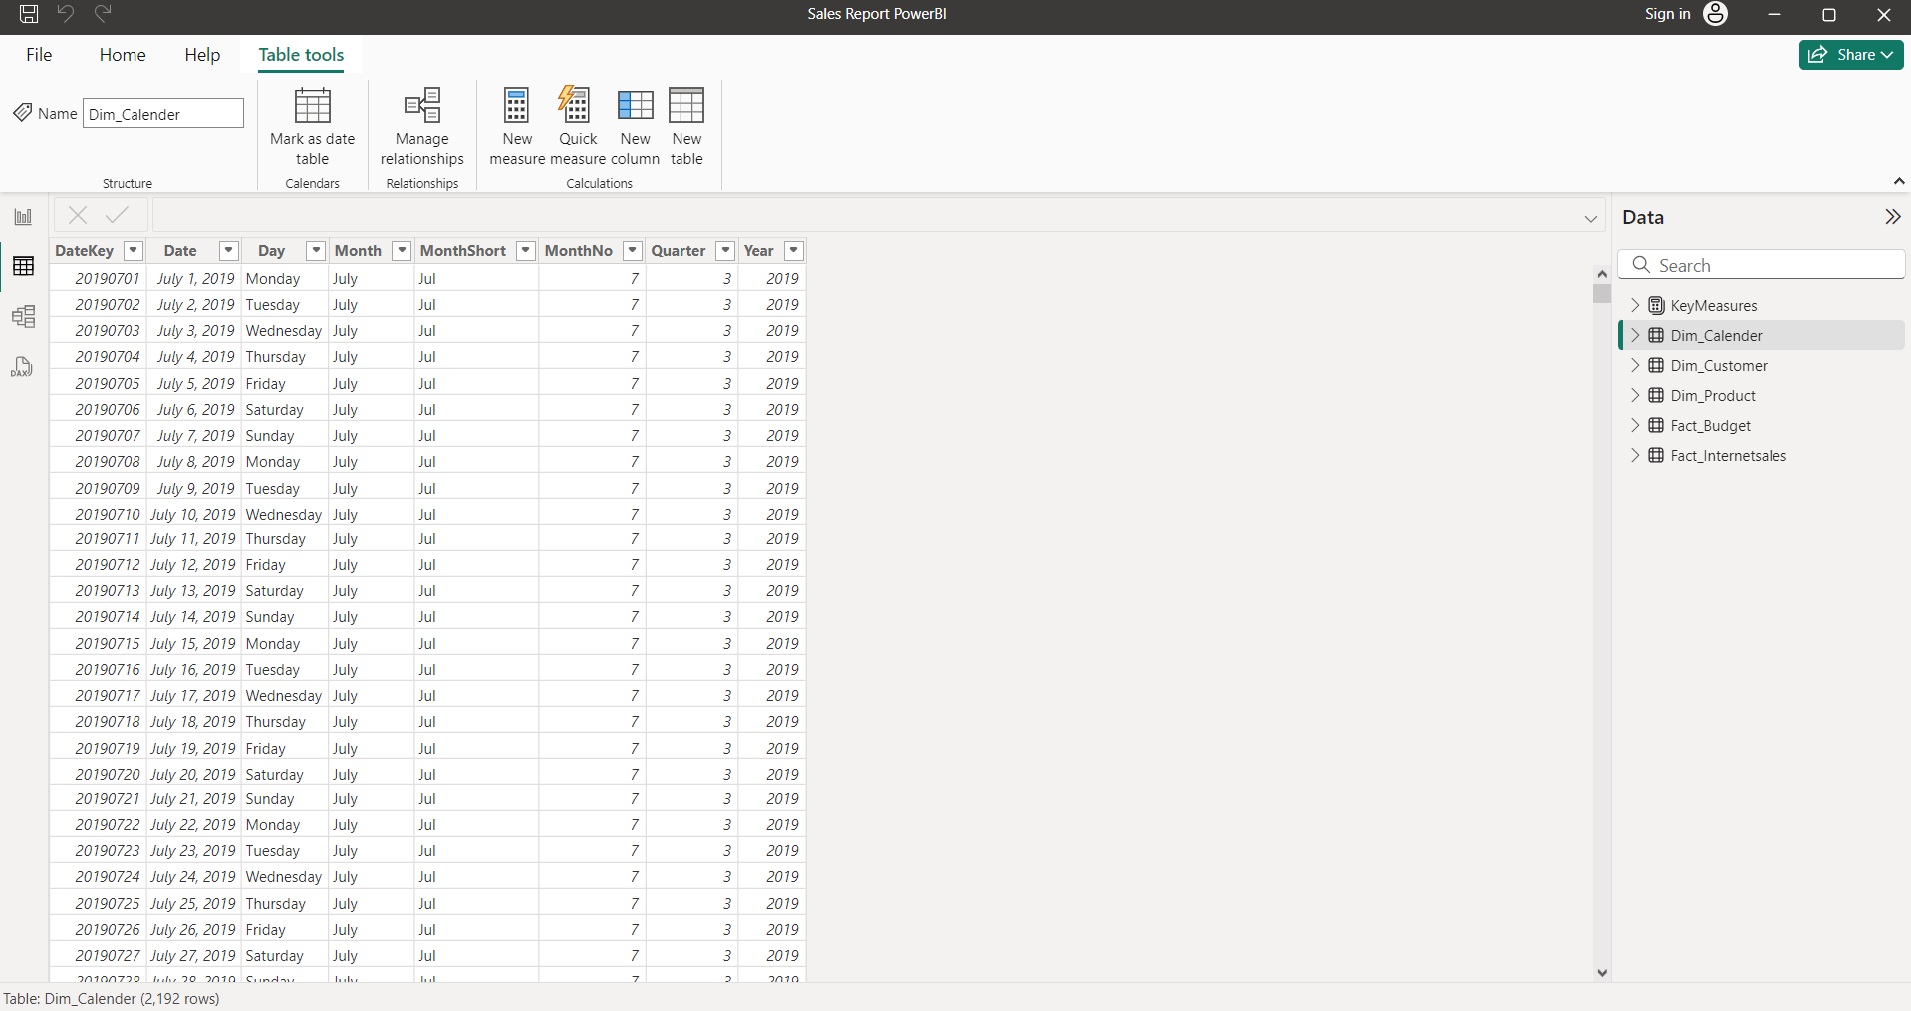 Sales Report PowerBI
Sign in
File Home Help Table tools
Share
Name Dim_Calender
Mark as date table
Manage relationships
New measure
Quick measure
New column
New table
Structure Calendars Relationships Calculations
Data
Search
KeyMeasures
Dim_Calender
Dim_Customer
Dim_Product
Fact_Budget
Fact_Internetsales
DAX
DateKey Date Day Month MonthShort MonthNo Quarter Year
20190701 July 1, 2019 Monday July Jul 7 3 2019
20190702 July 2, 2019 Tuesday July Jul 7 3 2019
20190703 July 3, 2019 Wednesday July Jul 7 3 2019
20190704 July 4, 2019 Thursday July Jul 7 3 2019
20190705 July 5, 2019 Friday July Jul 7 3 2019
20190706 July 6, 2019 Saturday July Jul 7 3 2019
20190707 July 7, 2019 Sunday July Jul 7 3 2019
20190708 July 8, 2019 Monday July Jul 7 3 2019
20190709 July 9, 2019 Tuesday July Jul 7 3 2019
20190710 July 10, 2019 Wednesday July Jul 7 3 2019
20190711 July 11, 2019 Thursday July Jul 7 3 2019
20190712 July 12, 2019 Friday July Jul 7 3 2019
20190713 July 13, 2019 Saturday July Jul 7 3 2019
20190714 July 14, 2019 Sunday July Jul 7 3 2019
20190715 July 15, 2019 Monday July Jul 7 3 2019
20190716 July 16, 2019 Tuesday July Jul 7 3 2019
20190717 July 17, 2019 Wednesday July Jul 7 3 2019
20190718 July 18, 2019 Thursday July Jul 7 3 2019
20190719 July 19, 2019 Friday July Jul 7 3 2019
20190720 July 20, 2019 Saturday July Jul 7 3 2019
20190721 July 21, 2019 Sunday July Jul 7 3 2019
20190722 July 22, 2019 Monday July Jul 7 3 2019
20190723 July 23, 2019 Tuesday July Jul 7 3 2019
20190724 July 24, 2019 Wednesday July Jul 7 3 2019
20190725 July 25, 2019 Thursday July Jul 7 3 2019
20190726 July 26, 2019 Friday July Jul 7 3 2019
20190727 July 27, 2019 Saturday July Jul 7 3 2019
20190728 July 28, 2019 Sunday July Jul 7 3 2019
Table: Dim_Calender (2,192 rows)